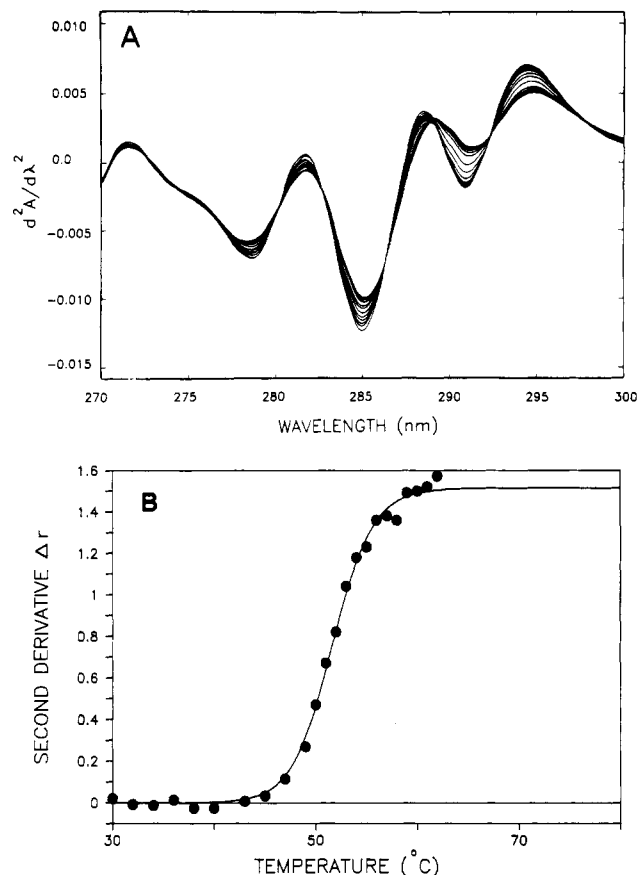 A
0.010
0.005
0.0
−0.005
−0.010
−0.015
d²A/dλ²
270 275 280 285 290 295 300
WAVELENGTH (nm)
B
1.6
1.4
1.2
1
0.8
0.6
0.4
0.2
0
SECOND DERIVATIVE Δr
30 50 70
TEMPERATURE (°C)